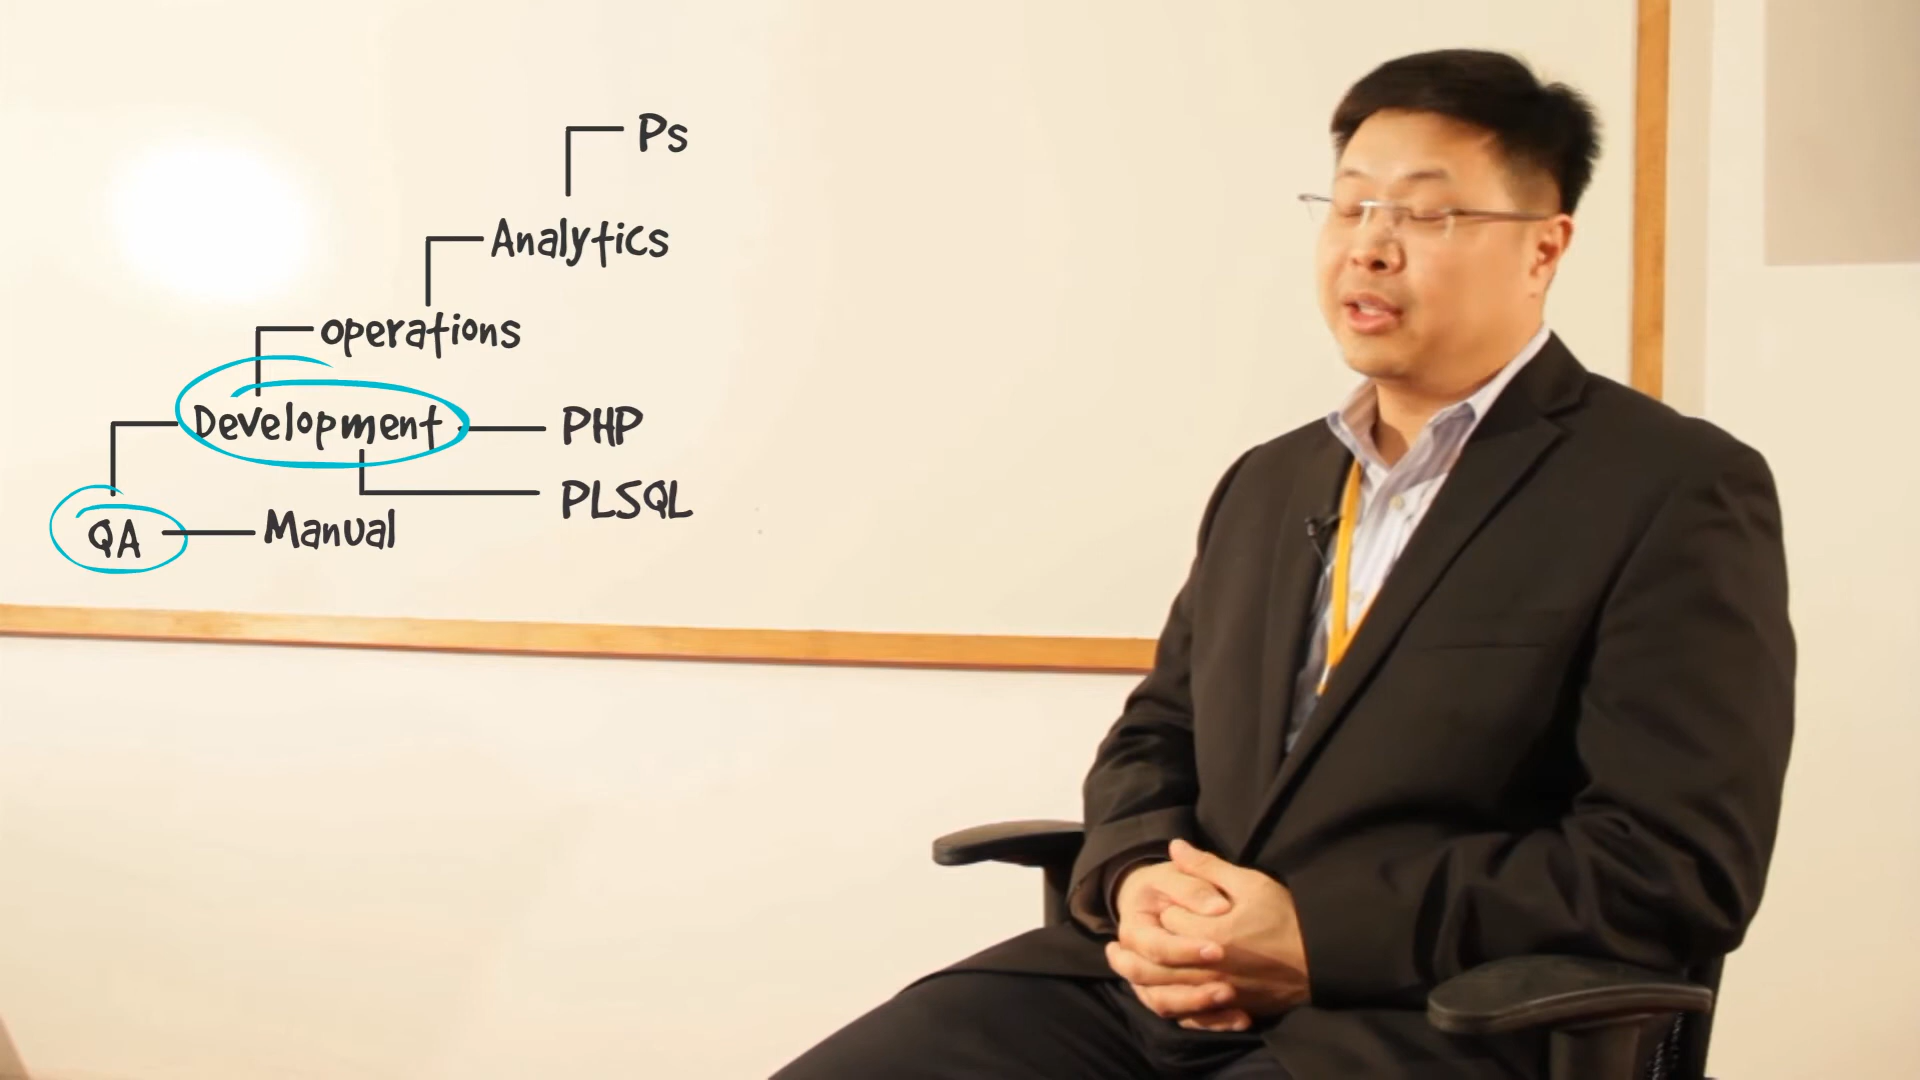 Ps
Analytics
operations
Development
PHP
PLSQL
QA
Manual